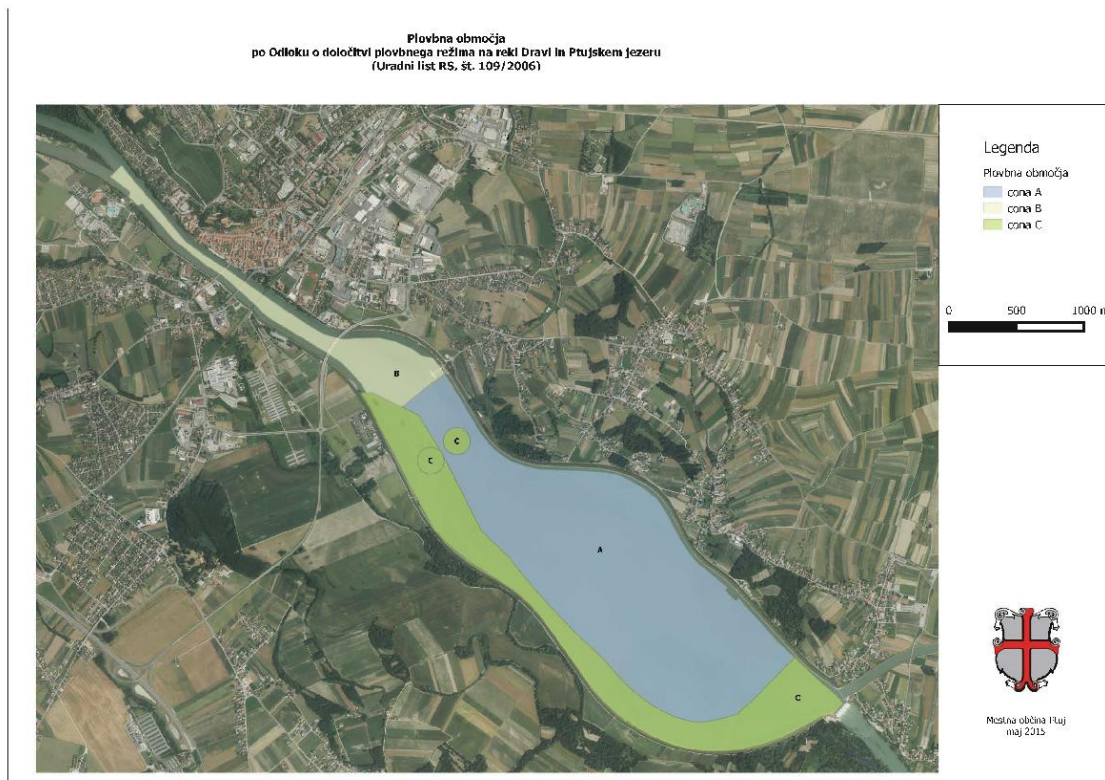 Plovbna območja
po Odloku o določitvi plovbnega režima na reki Dravi in Ptujskem jezeru
(Uradni list RS, št. 109/2006)
Legenda
Plovbna območja
cona A
cona B
cona C
0 500 1000 m
B
C
C
A
C
Mestna občina Ptuj
maj 2015